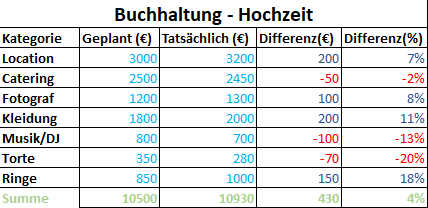 Buchhaltung - Hochzeit
Kategorie Geplant (€) Tatsächlich (€) Differenz(€) Differenz(%)
Location 3000 3200 200 7%
Catering 2500 2450 -50 -2%
Fotograf 1200 1300 100 8%
Kleidung 1800 2000 200 11%
Musik/DJ 800 700 -100 -13%
Torte 350 280 -70 -20%
Ringe 850 1000 150 18%
Summe 10500 10930 430 4%